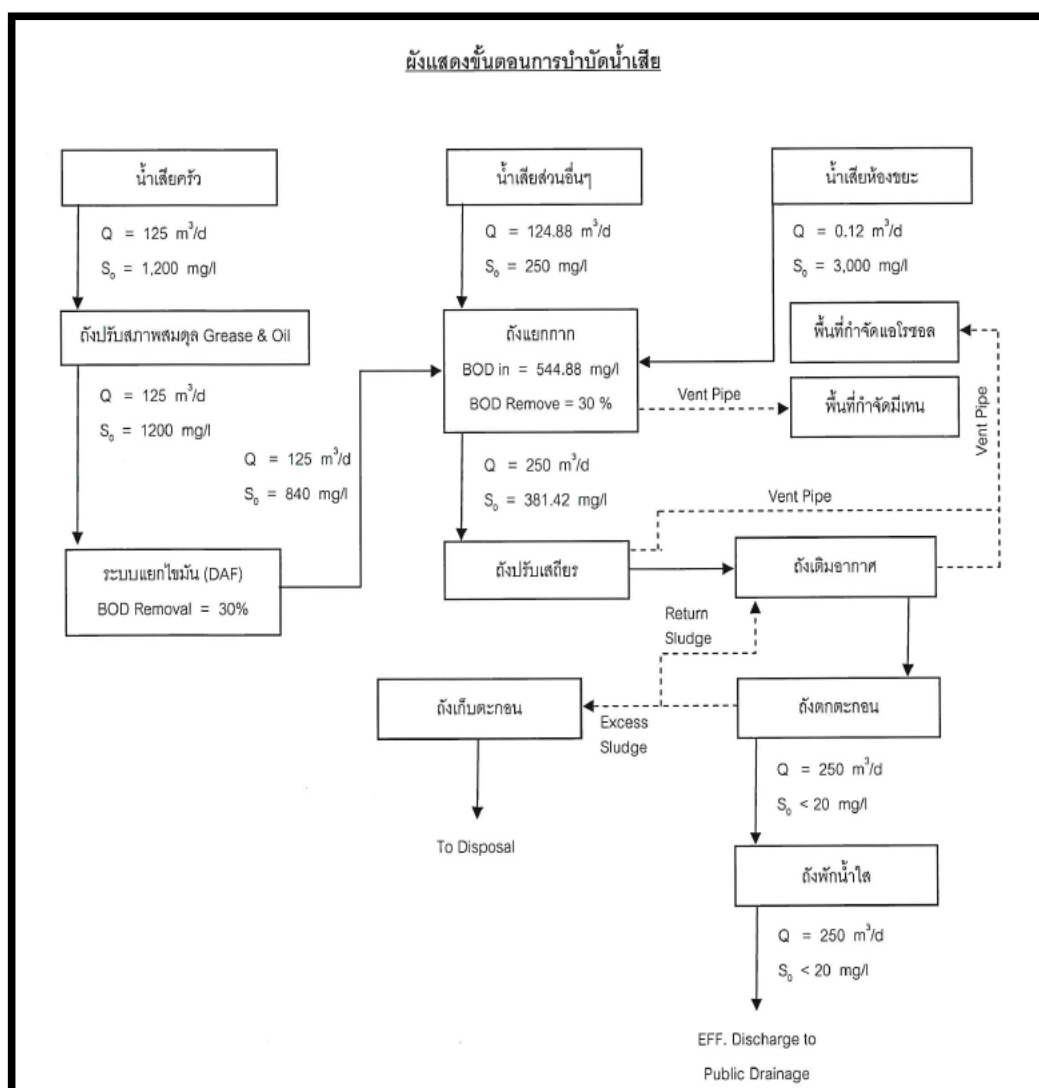 ผังแสดงขั้นตอนการบำบัดน้ำเสีย
น้ำเสียครัว
Q = 125 m³/d
S₀ = 1,200 mg/l
ถังปรับสภาพสมดุล Grease & Oil
Q = 125 m³/d
S₀ = 1200 mg/l
ระบบแยกไขมัน (DAF)
BOD Removal = 30%
Q = 125 m³/d
S₀ = 840 mg/l
น้ำเสียส่วนอื่นๆ
Q = 124.88 m³/d
S₀ = 250 mg/l
น้ำเสียห้องขยะ
Q = 0.12 m³/d
S₀ = 3,000 mg/l
ถังแยกกาก
BOD in = 544.88 mg/l
BOD Remove = 30 %
Vent Pipe
พื้นที่กำจัดแอโรซอล
พื้นที่กำจัดมีเทน
Vent Pipe
Q = 250 m³/d
S₀ = 381.42 mg/l
Vent Pipe
ถังปรับเสถียร
ถังเติมอากาศ
Return
Sludge
ถังเก็บตะกอน
Excess
Sludge
ถังตกตะกอน
To Disposal
Q = 250 m³/d
S₀ < 20 mg/l
ถังพักน้ำใส
Q = 250 m³/d
S₀ < 20 mg/l
EFF. Discharge to
Public Drainage